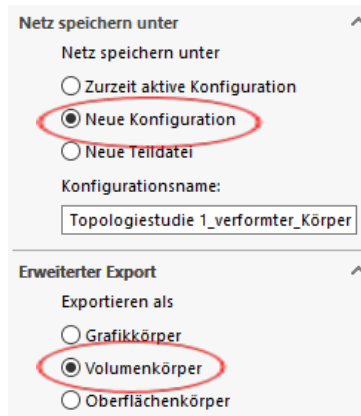 Netz speichern unter
Netz speichern unter
Zurzeit aktive Konfiguration
Neue Konfiguration
Neue Teildatei
Konfigurationsname:
Topologiestudie 1_verformter_Körper
Erweiterter Export
Exportieren als
Grafikkörper
Volumenkörper
Oberflächenkörper